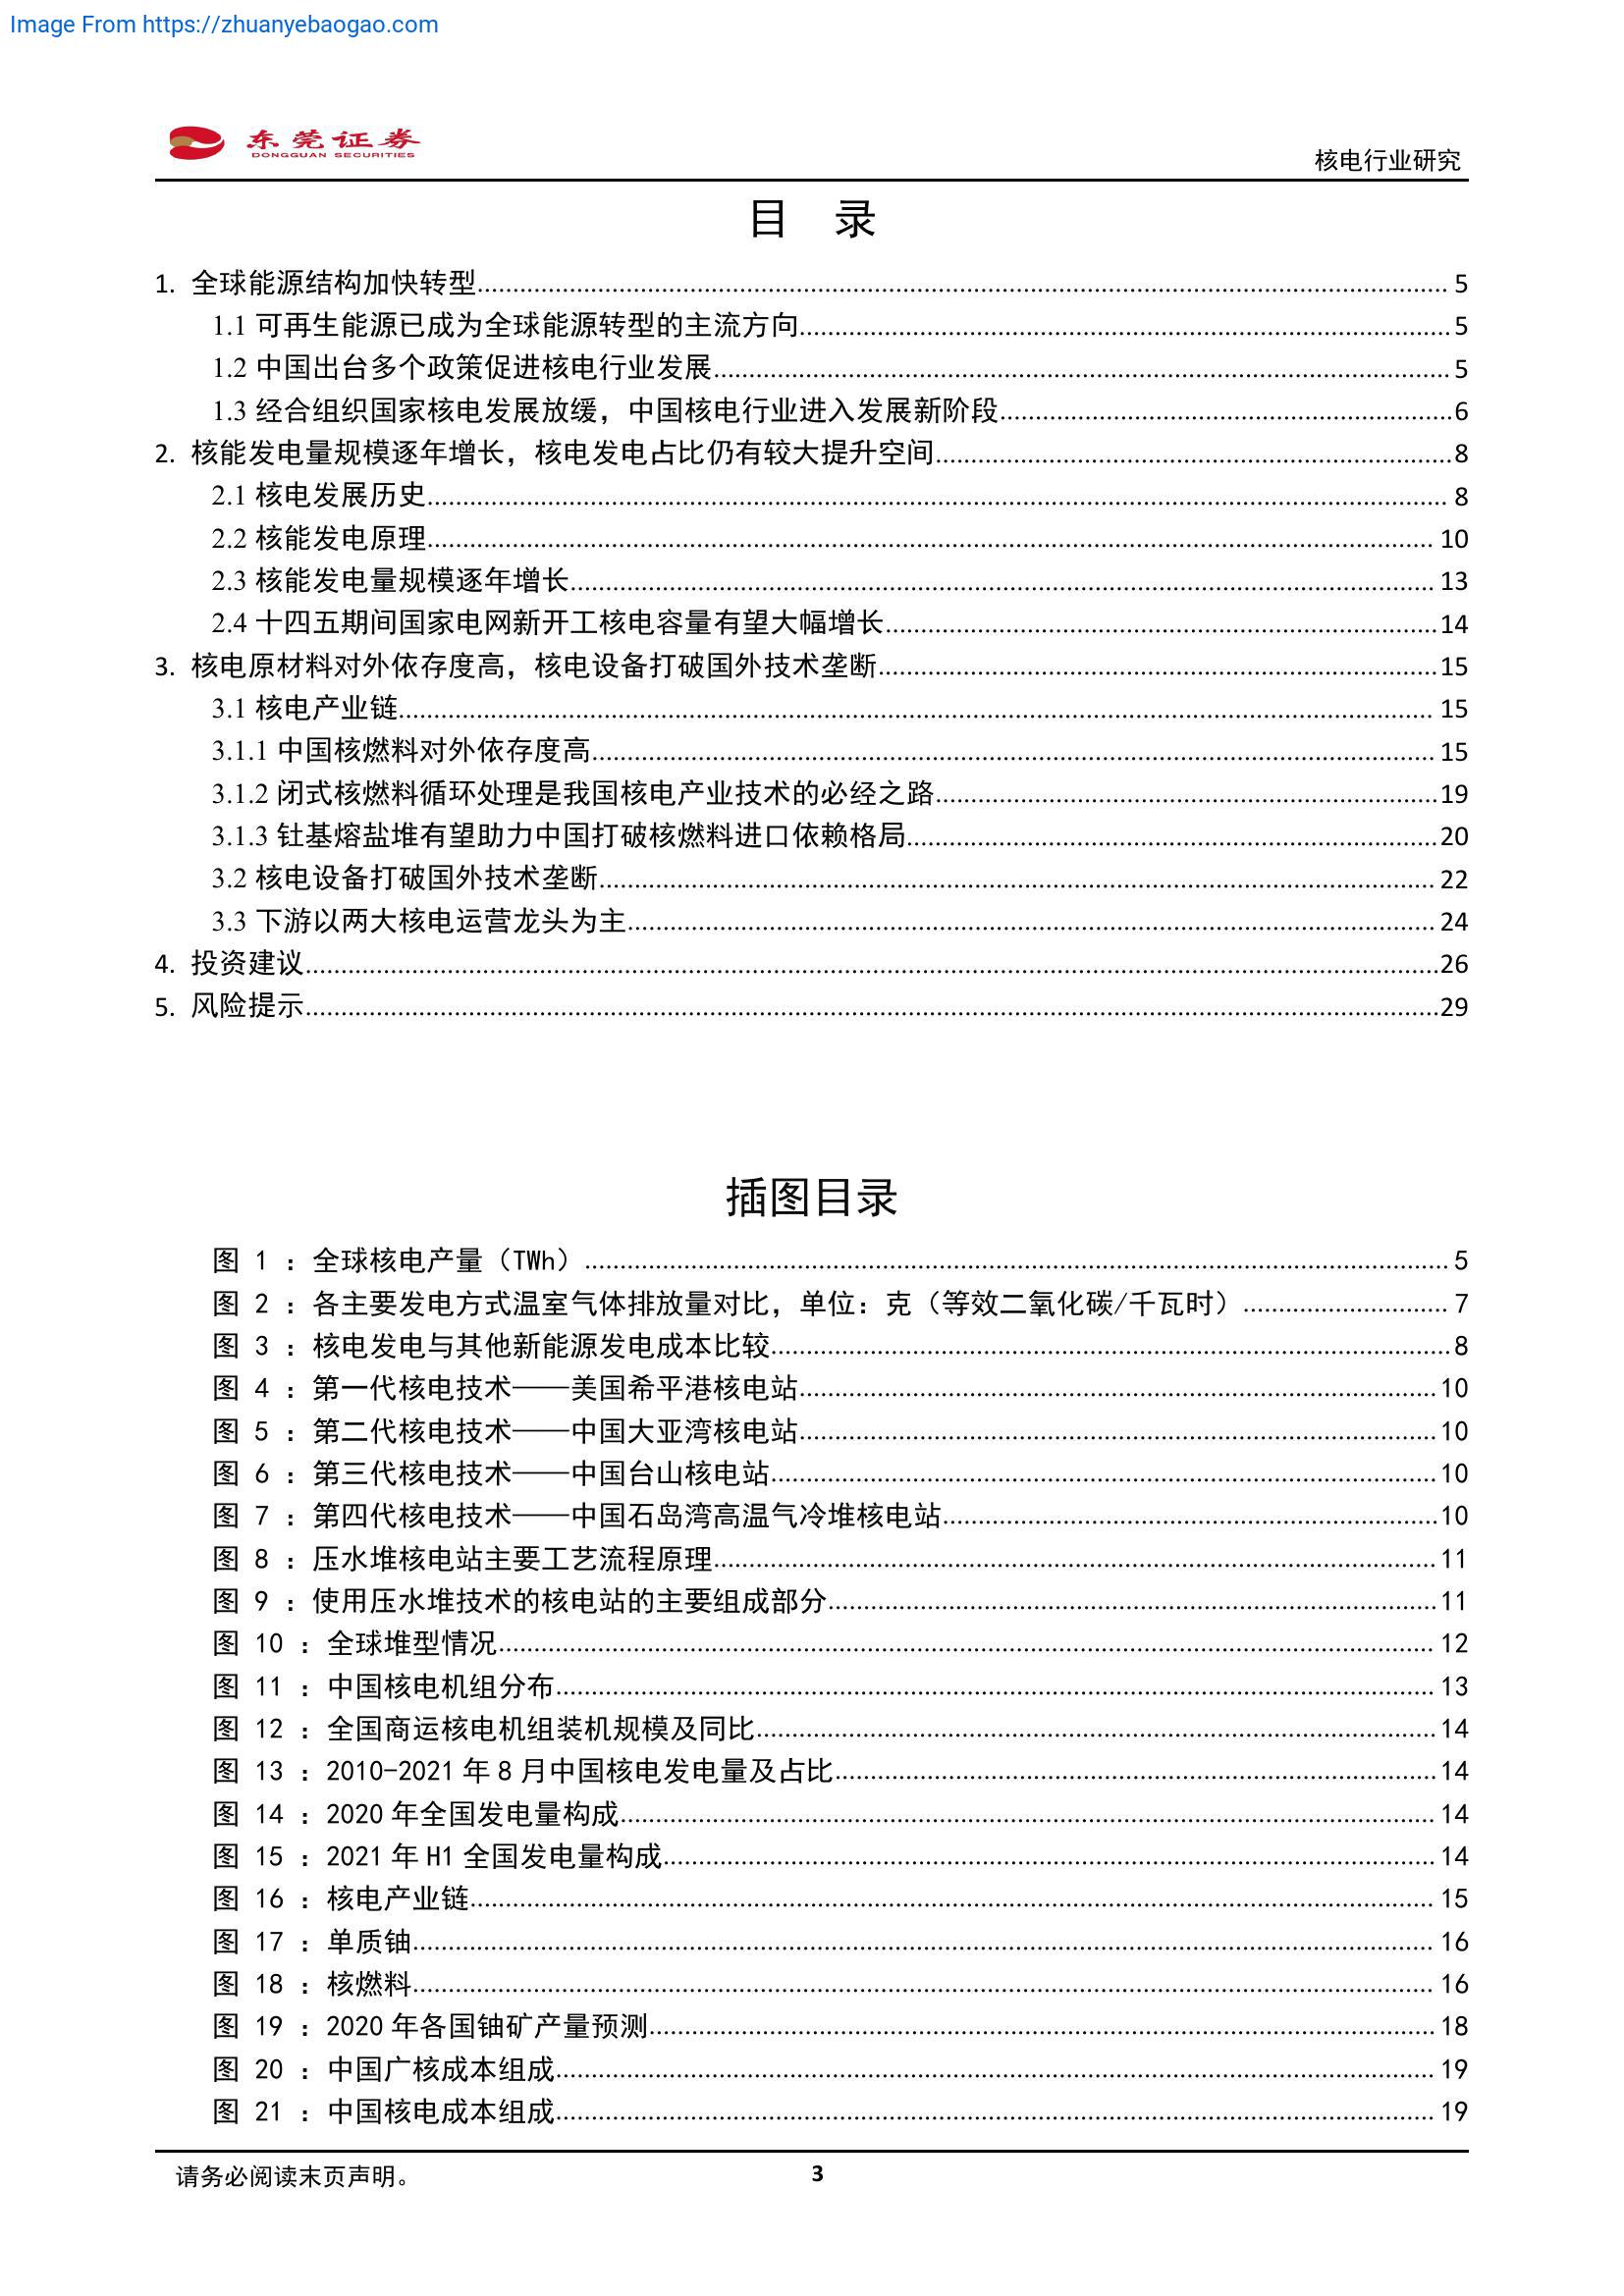 Image From https://zhuanyebaogao.com
东莞证券
DONGGUAN SECURITIES
核电行业研究
目 录
1. 全球能源结构加快转型 5
1.1 可再生能源已成为全球能源转型的主流方向 5
1.2 中国出台多个政策促进核电行业发展 5
1.3 经合组织国家核电发展放缓，中国核电行业进入发展新阶段 6
2. 核能发电量规模逐年增长，核电发电占比仍有较大提升空间 8
2.1 核电发展历史 8
2.2 核能发电原理 10
2.3 核能发电量规模逐年增长 13
2.4 十四五期间国家电网新开工核电容量有望大幅增长 14
3. 核电原材料对外依存度高，核电设备打破国外技术垄断 15
3.1 核电产业链 15
3.1.1 中国核燃料对外依存度高 15
3.1.2 闭式核燃料循环处理是我国核电产业技术的必经之路 19
3.1.3 钍基熔盐堆有望助力中国打破核燃料进口依赖格局 20
3.2 核电设备打破国外技术垄断 22
3.3 下游以两大核电运营龙头为主 24
4. 投资建议 26
5. 风险提示 29
插图目录
图 1 ：全球核电产量（TWh） 5
图 2 ：各主要发电方式温室气体排放量对比，单位：克（等效二氧化碳/千瓦时） 7
图 3 ：核电发电与其他新能源发电成本比较 8
图 4 ：第一代核电技术——美国希平港核电站 10
图 5 ：第二代核电技术——中国大亚湾核电站 10
图 6 ：第三代核电技术——中国台山核电站 10
图 7 ：第四代核电技术——中国石岛湾高温气冷堆核电站 10
图 8 ：压水堆核电站主要工艺流程原理 11
图 9 ：使用压水堆技术的核电站的主要组成部分 11
图 10 ：全球堆型情况 12
图 11 ：中国核电机组分布 13
图 12 ：全国商运核电机组装机规模及同比 14
图 13 ：2010-2021 年 8 月中国核电发电量及占比 14
图 14 ：2020 年全国发电量构成 14
图 15 ：2021 年 H1 全国发电量构成 14
图 16 ：核电产业链 15
图 17 ：单质铀 16
图 18 ：核燃料 16
图 19 ：2020 年各国铀矿产量预测 18
图 20 ：中国广核成本组成 19
图 21 ：中国核电成本组成 19
请务必阅读末页声明。
3